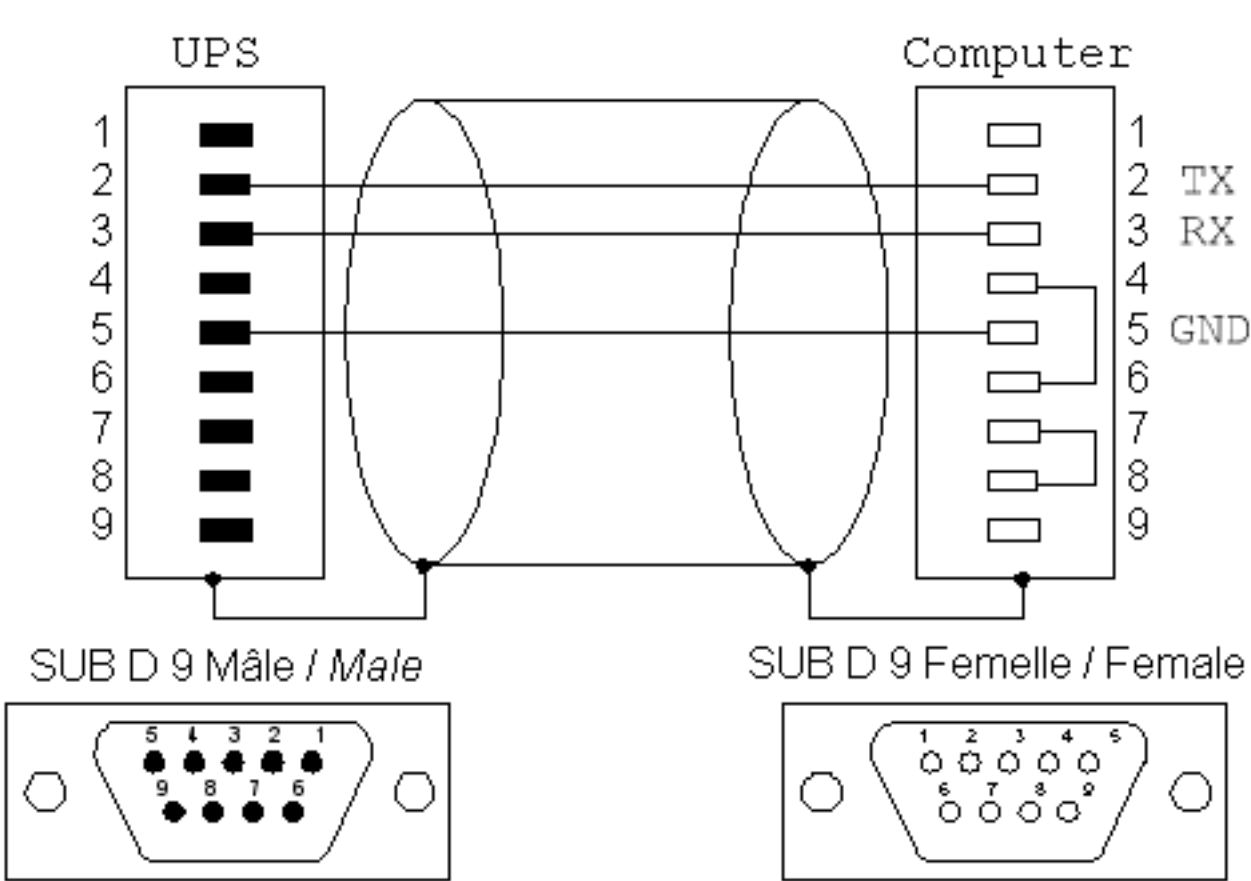 UPS Computer
1 1
2 2 TX
3 3 RX
4 4
5 5 GND
6 6
7 7
8 8
9 9
SUB D 9 Mâle / Male SUB D 9 Femelle / Female
5 4 3 2 1 1 2 3 4 5
9 8 7 6 6 7 8 9